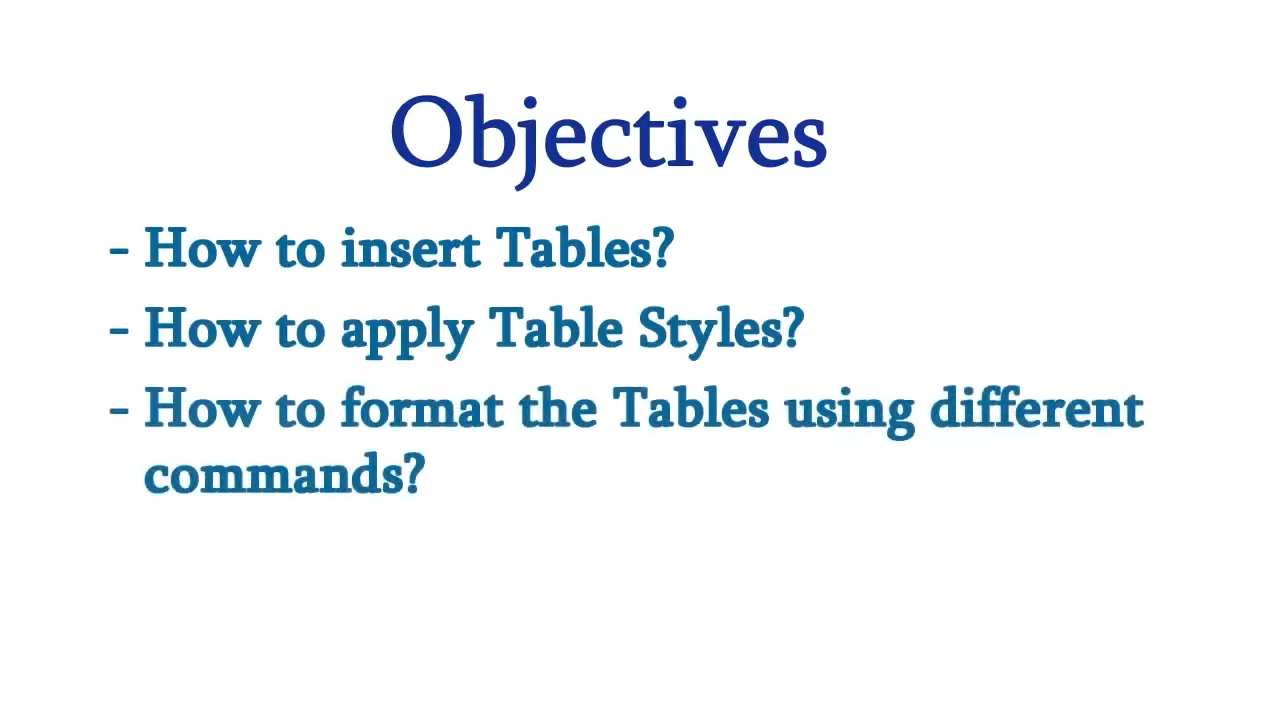 Objectives
- How to insert Tables?
- How to apply Table Styles?
- How to format the Tables using different
commands?